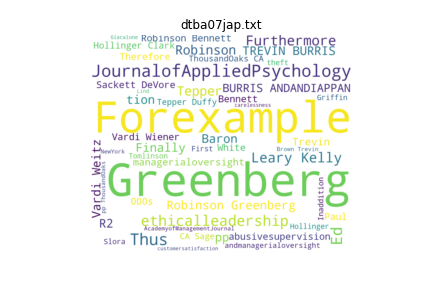 dtba07jap.txt
Giacalone
Robinson Bennett
Furthermore
Hollinger Clark
Robinson
TREVIN BURRIS
Therefore
ThousandOaks CA
theft
JournalofAppliedPsychology
Sackett DeVore
Tepper
BURRIS ANDANDIAPPAN
tion
Tepper Duffy
Bennett
Griffin
Lind
carelessness
Forexample
Vardi Wiener
Baron
Trevin
NewYork
Finally
First
White
Brown Trevin
Tomlinson
managerialoversight
Leary Kelly
Vardi Weitz
pp ThousandOaks
Greenberg
OOOs
Robinson Greenberg
Inaddition
Paul
R2
ethicalleadership
Hollinger
Ed
AcademyofManagementJournal
Slora
Thus
CA Sage
pp
abusivesupervision
andmanagerialoversight
customersatisfaction